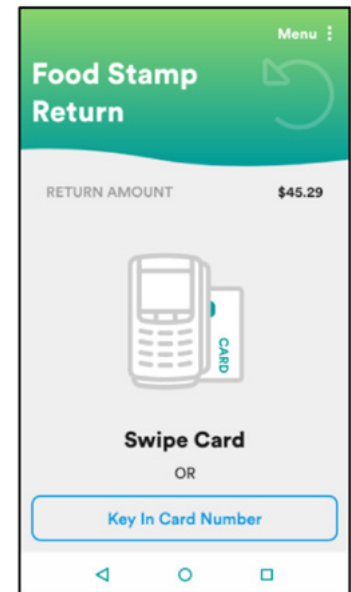 Menu
Food Stamp
Return
RETURN AMOUNT $45.29
CARD
Swipe Card
OR
Key In Card Number